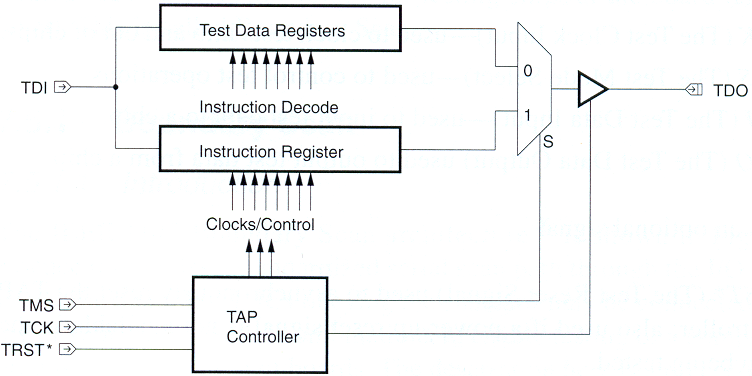 Test Data Registers
0
TDI
TDO
Instruction Decode
1
S
Instruction Register
Clocks/Control
TMS
TAP
Controller
TCK
TRST*